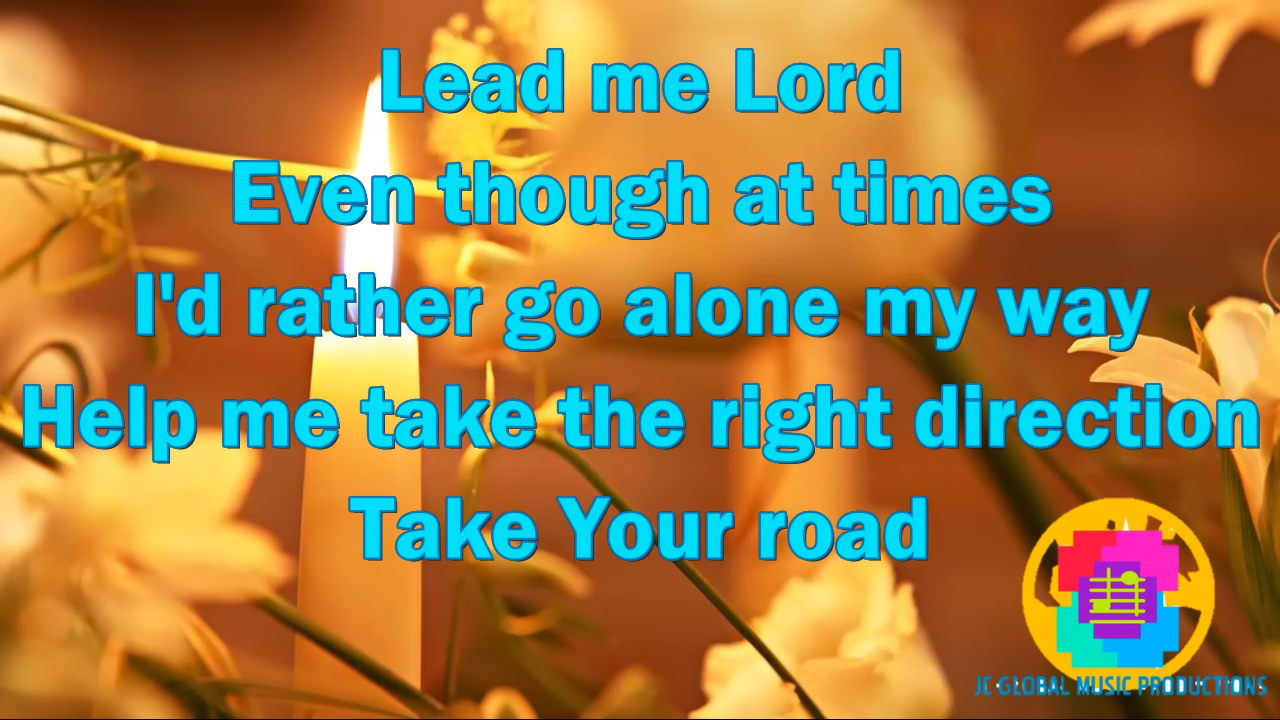 Lead me Lord
Even though at times
I'd rather go alone my way
Help me take the right direction
Take Your road
JC GLOBAL MUSIC PRODUCTIONS